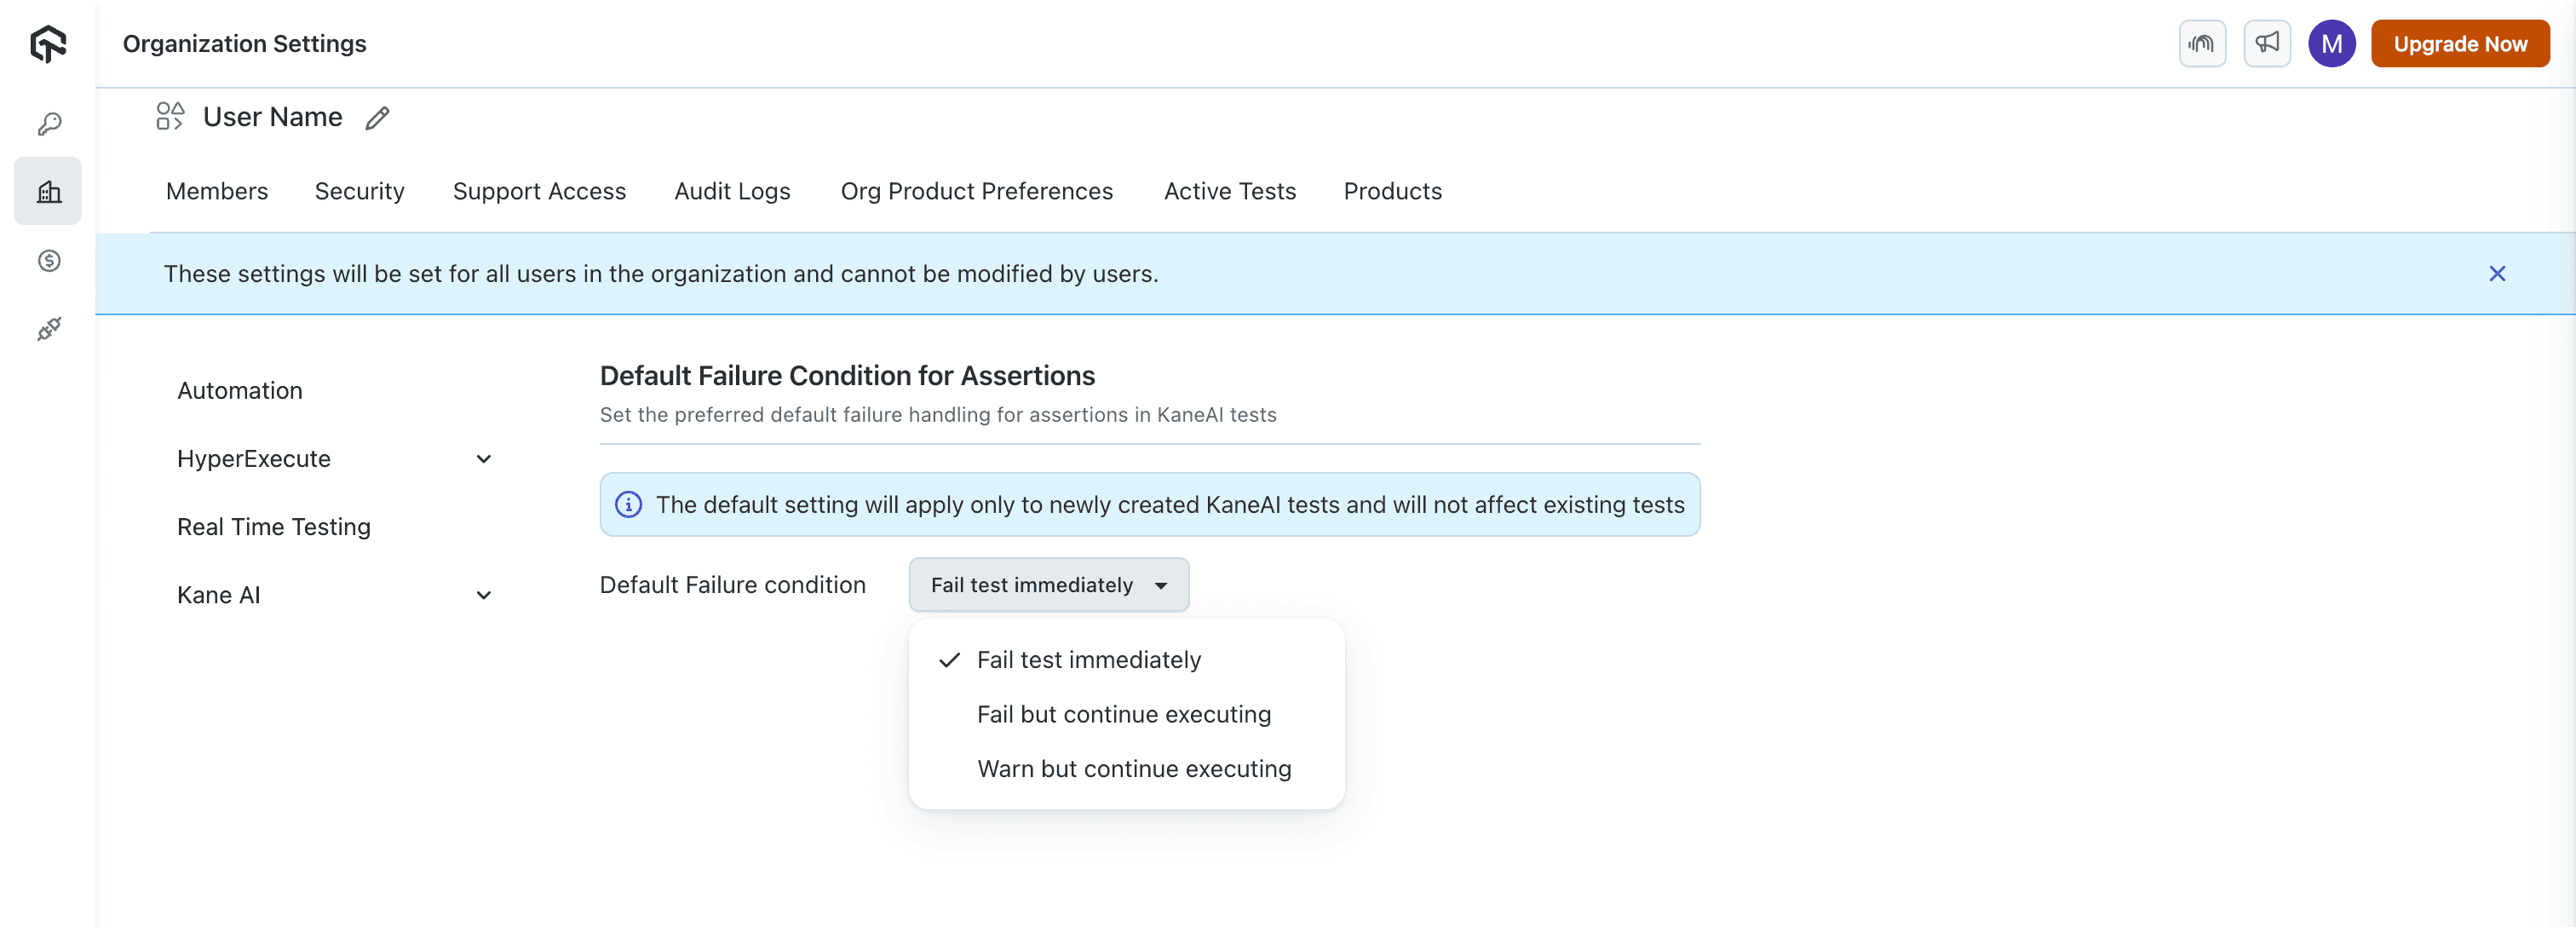 Organization Settings
M
Upgrade Now
User Name
Members Security Support Access Audit Logs Org Product Preferences Active Tests Products
These settings will be set for all users in the organization and cannot be modified by users.
Automation
HyperExecute
Real Time Testing
Kane AI
Default Failure Condition for Assertions
Set the preferred default failure handling for assertions in KaneAI tests
The default setting will apply only to newly created KaneAI tests and will not affect existing tests
Default Failure condition Fail test immediately
Fail test immediately
Fail but continue executing
Warn but continue executing